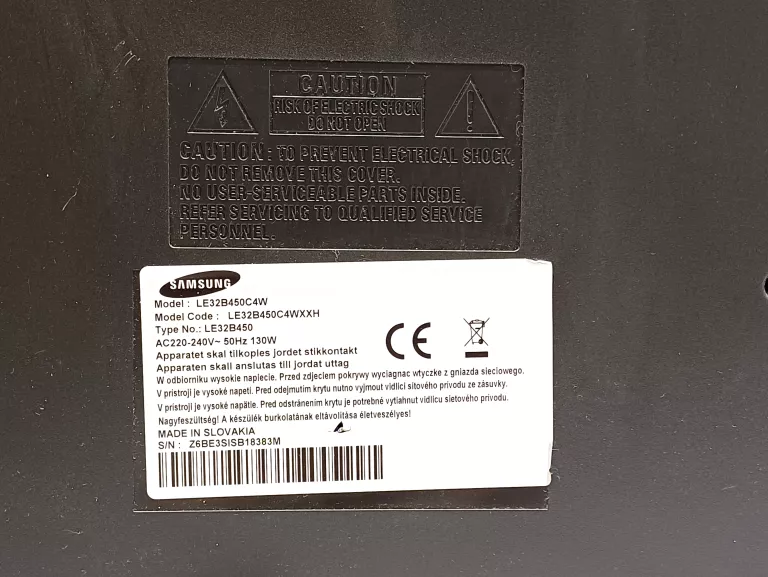 CAUTION
RISK OF ELECTRIC SHOCK
DO NOT OPEN
CAUTION: TO PREVENT ELECTRICAL SHOCK,
DO NOT REMOVE THIS COVER.
NO USER-SERVICEABLE PARTS INSIDE.
REFER SERVICING TO QUALIFIED SERVICE
PERSONNEL.
SAMSUNG
Model : LE32B450C4W
Model Code : LE32B450C4WXXH
Type No.: LE32B450
AC220-240V~ 50Hz 130W
Apparatet skal tilkoples jordet stikkontakt
Apparaten skall anslutas till jordat uttag
W odbiorniku wysokie napiecie. Przed zdjeciem pokrywy wyciagnac wtyczke z gniazda sieciowego.
V pristroji je vysoké napeti. Pred odejmutím krytu nutno vyjmout vidlici sítového prívodu ze zásuvky.
V prístroji je vysoké napätie. Pred odstránením krytu je potrebné vytiahnut vidlicu sietového prívodu.
Nagyfeszültség! A készülék burkolatának eltávolitása életveszélyes!
MADE IN SLOVAKIA
S/N : Z6BE3SISB18383M
CE